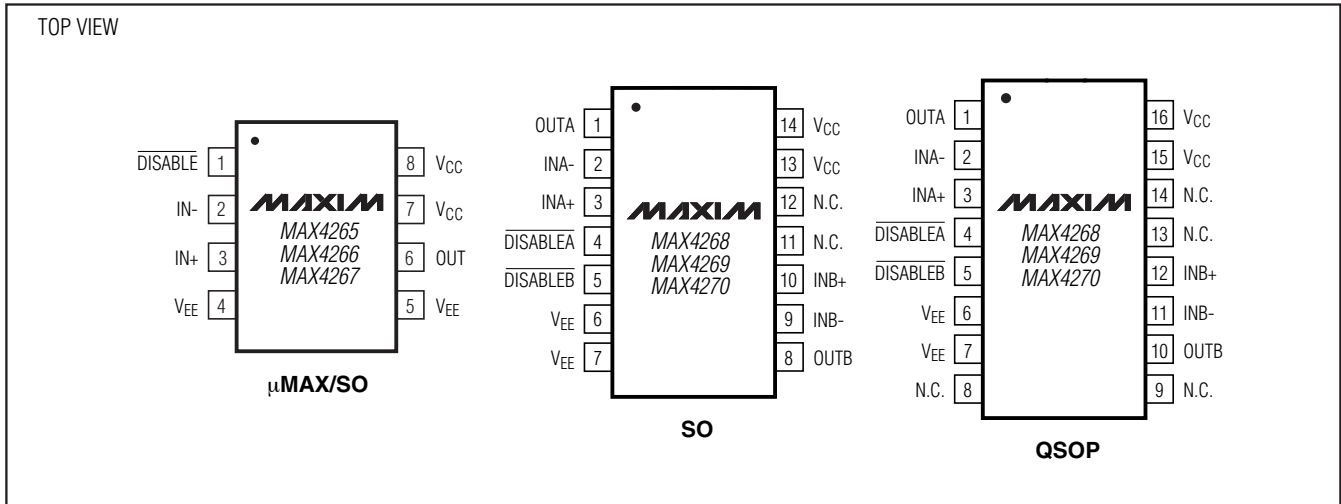 TOP VIEW
DISABLE 1
IN- 2
IN+ 3
VEE 4
8 VCC
7 VCC
6 OUT
5 VEE
MAXIM
MAX4265
MAX4266
MAX4267
µMAX/SO
OUTA 1
INA- 2
INA+ 3
DISABLEA 4
DISABLEB 5
VEE 6
VEE 7
14 VCC
13 VCC
12 N.C.
11 N.C.
10 INB+
9 INB-
8 OUTB
MAXIM
MAX4268
MAX4269
MAX4270
SO
OUTA 1
INA- 2
INA+ 3
DISABLEA 4
DISABLEB 5
VEE 6
VEE 7
N.C. 8
16 VCC
15 VCC
14 N.C.
13 N.C.
12 INB+
11 INB-
10 OUTB
9 N.C.
MAXIM
MAX4268
MAX4269
MAX4270
QSOP